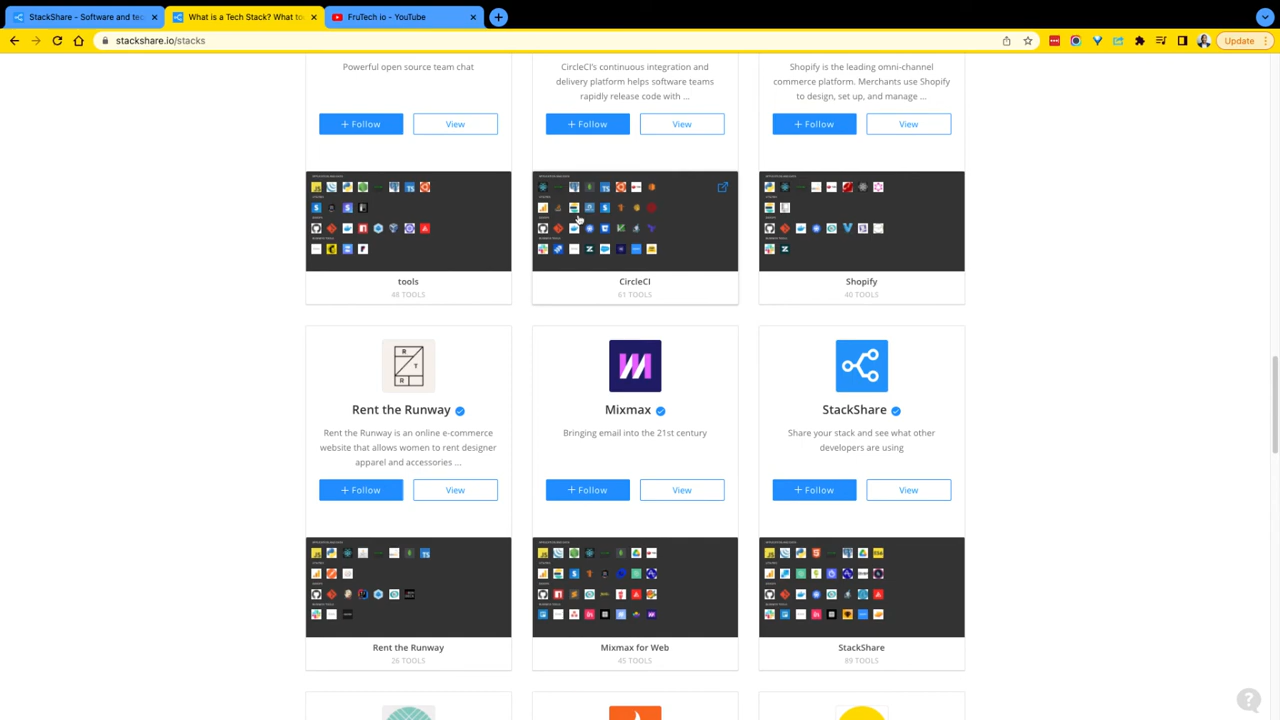 StackShare - Software and tec
What is a Tech Stack? What to
FruTech io - YouTube
stackshare.io/stacks
Update
Powerful open source team chat
+ Follow
View
tools
48 TOOLS
CircleCI's continuous integration and
delivery platform helps software teams
rapidly release code with ...
+ Follow
View
CircleCI
61 TOOLS
Shopify is the leading omni-channel
commerce platform. Merchants use Shopify
to design, set up, and manage ...
+ Follow
View
Shopify
40 TOOLS
R
T
R
Rent the Runway
Rent the Runway is an online e-commerce
website that allows women to rent designer
apparel and accessories ...
+ Follow
View
Rent the Runway
26 TOOLS
Mixmax
Bringing email into the 21st century
+ Follow
View
Mixmax for Web
45 TOOLS
StackShare
Share your stack and see what other
developers are using
+ Follow
View
StackShare
89 TOOLS
?